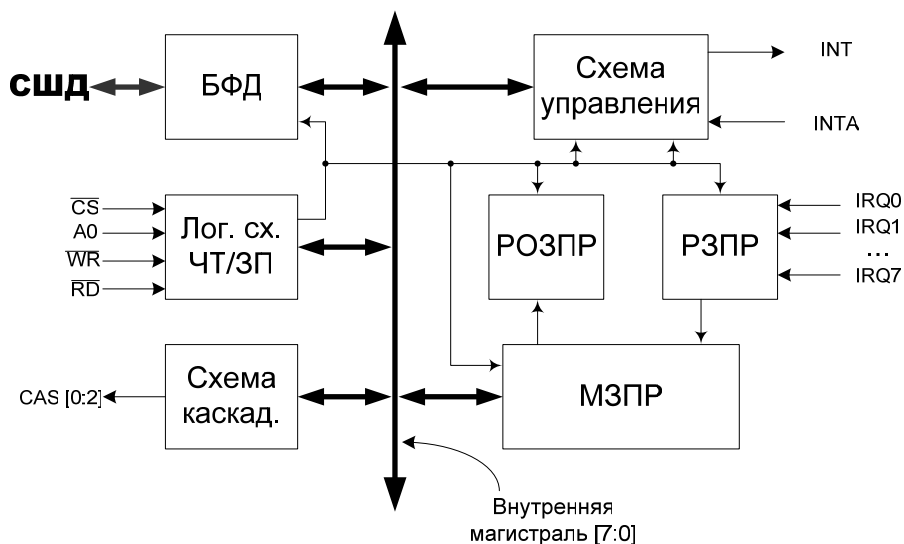 сшд
БФД
Схема
управления
INT
INTA
CS
A0
WR
RD
Лог. сх.
ЧТ/ЗП
РОЗПР
РЗПР
IRQ0
IRQ1
...
IRQ7
CAS [0:2]
Схема
каскад.
МЗПР
Внутренняя
магистраль [7:0]